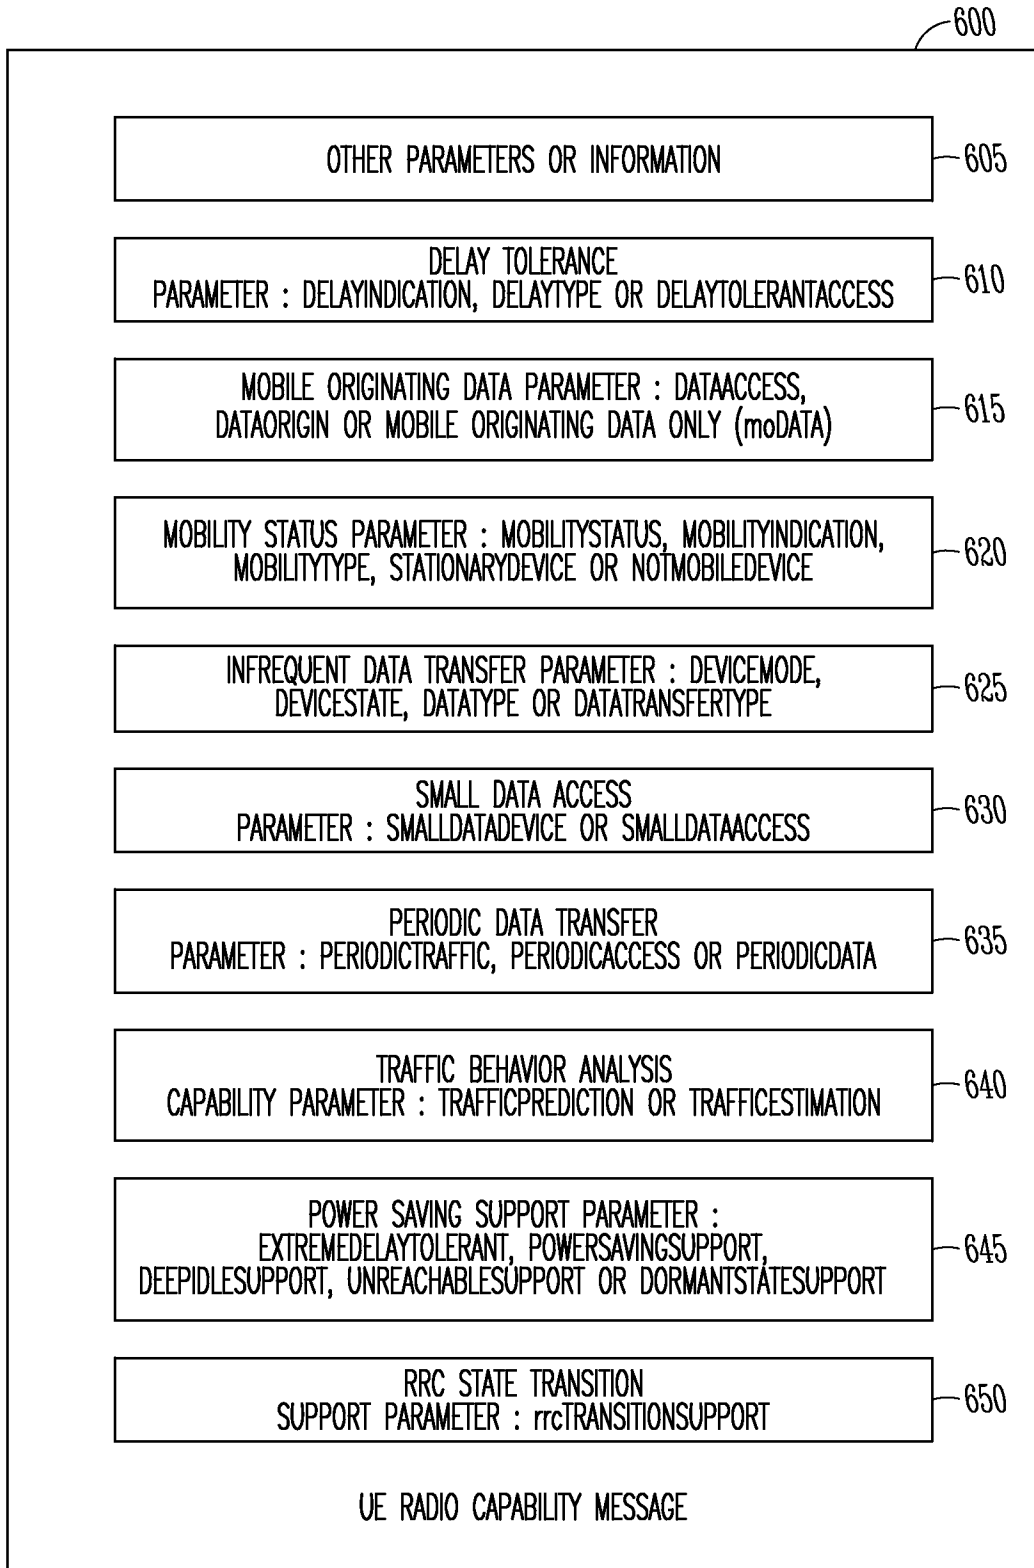 600
OTHER PARAMETERS OR INFORMATION
605
DELAY TOLERANCE
PARAMETER : DELAYINDICATION, DELAYTYPE OR DELAYTOLERANTACCESS
610
MOBILE ORIGINATING DATA PARAMETER : DATAACCESS,
DATAORIGIN OR MOBILE ORIGINATING DATA ONLY (moDATA)
615
MOBILITY STATUS PARAMETER : MOBILITYSTATUS, MOBILITYINDICATION,
MOBILITYTYPE, STATIONARYDEVICE OR NOTMOBILEDEVICE
620
INFREQUENT DATA TRANSFER PARAMETER : DEVICEMODE,
DEVICESTATE, DATATYPE OR DATATRANSFERTYPE
625
SMALL DATA ACCESS
PARAMETER : SMALLDATADEVICE OR SMALLDATAACCESS
630
PERIODIC DATA TRANSFER
PARAMETER : PERIODICTRAFFIC, PERIODICACCESS OR PERIODICDATA
635
TRAFFIC BEHAVIOR ANALYSIS
CAPABILITY PARAMETER : TRAFFICPREDICTION OR TRAFFICESTIMATION
640
POWER SAVING SUPPORT PARAMETER :
EXTREMEDELAYTOLERANT, POWERSAVINGSUPPORT,
DEEPIDLESUPPORT, UNREACHABLESUPPORT OR DORMANTSTATESUPPORT
645
RRC STATE TRANSITION
SUPPORT PARAMETER : rrcTRANSITIONSUPPORT
650
UE RADIO CAPABILITY MESSAGE